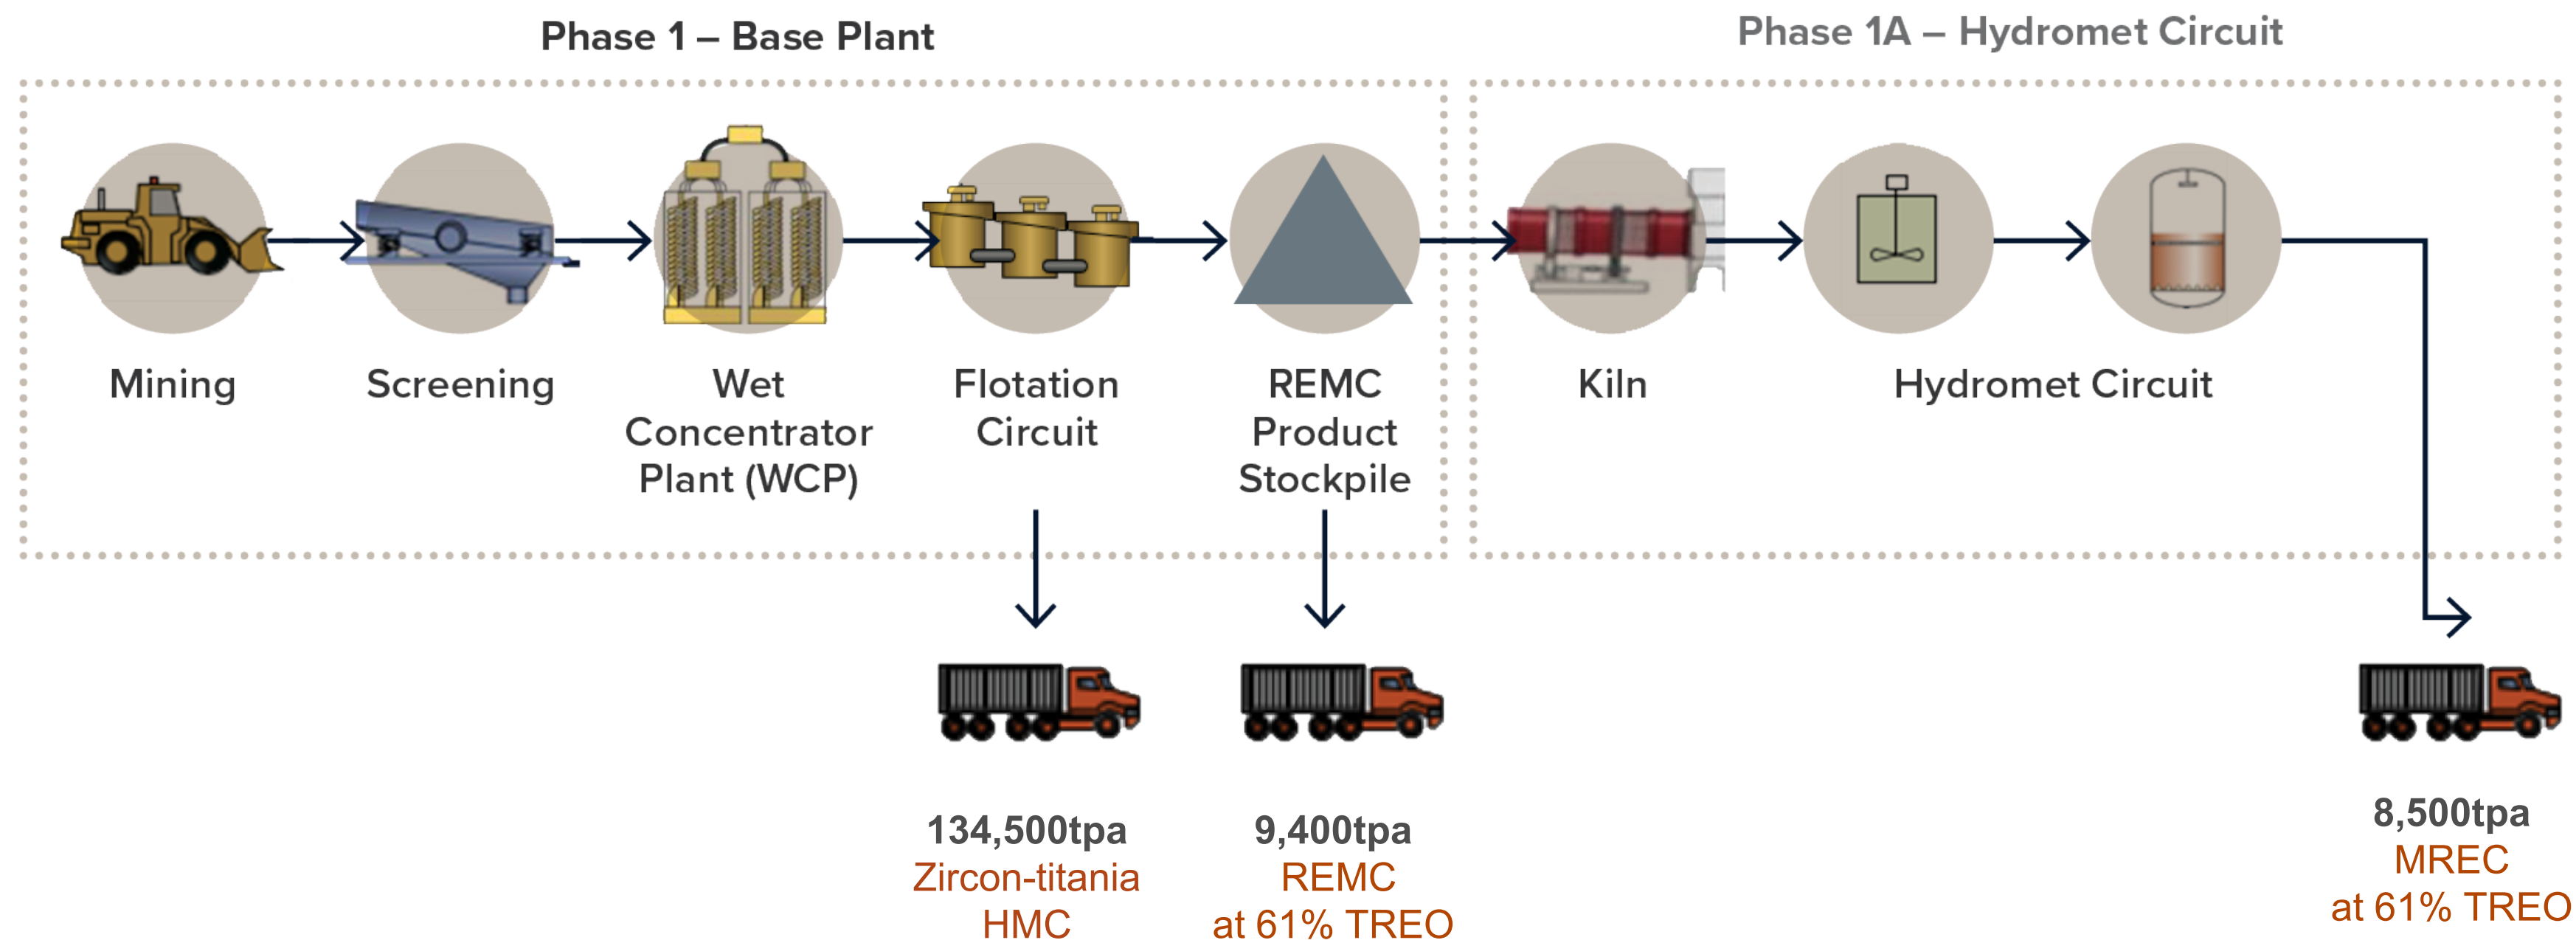 Phase 1 – Base Plant
Phase 1A – Hydromet Circuit
Mining
Screening
Wet
Concentrator
Plant (WCP)
Flotation
Circuit
REMC
Product
Stockpile
Kiln
Hydromet Circuit
134,500tpa
Zircon-titania
HMC
9,400tpa
REMC
at 61% TREO
8,500tpa
MREC
at 61% TREO